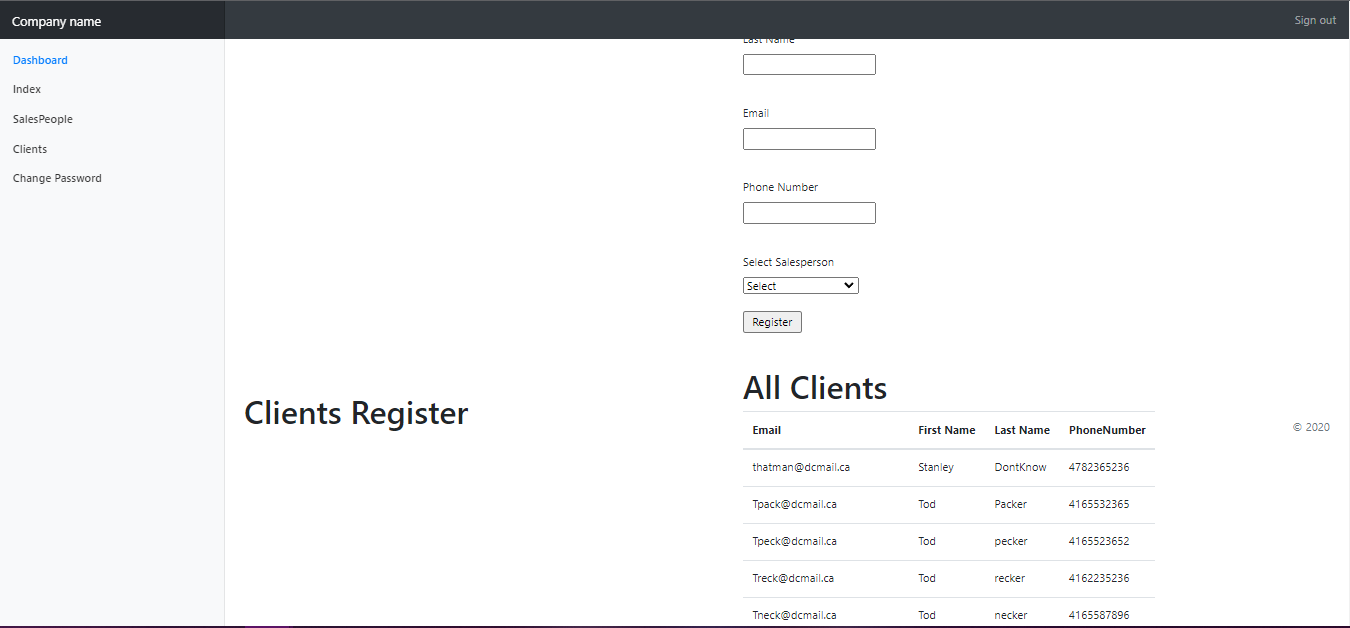 Company name
Sign out
Dashboard
Index
SalesPeople
Clients
Change Password
Last Name
Email
Phone Number
Select Salesperson
Select
Register
Clients Register
All Clients
Email First Name Last Name PhoneNumber
thatman@dcmail.ca Stanley DontKnow 4782365236
Tpack@dcmail.ca Tod Packer 4165532365
Tpeck@dcmail.ca Tod pecker 4165523652
Treck@dcmail.ca Tod recker 4162235236
Tneck@dcmail.ca Tod necker 4165587896
© 2020